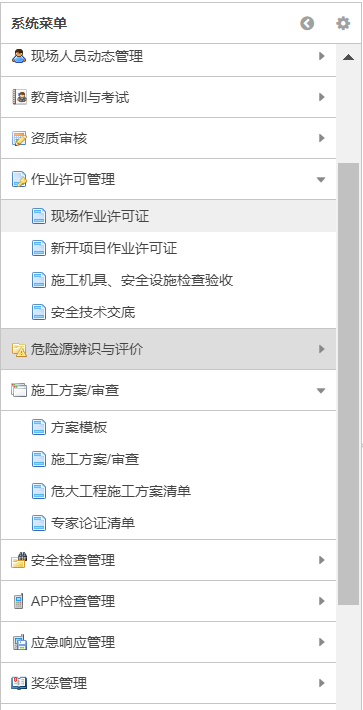 系统菜单
现场人员动态管理
教育培训与考试
资质审核
作业许可管理
现场作业许可证
新开项目作业许可证
施工机具、安全设施检查验收
安全技术交底
危险源辨识与评价
施工方案/审查
方案模板
施工方案/审查
危大工程施工方案清单
专家论证清单
安全检查管理
APP检查管理
应急响应管理
奖惩管理